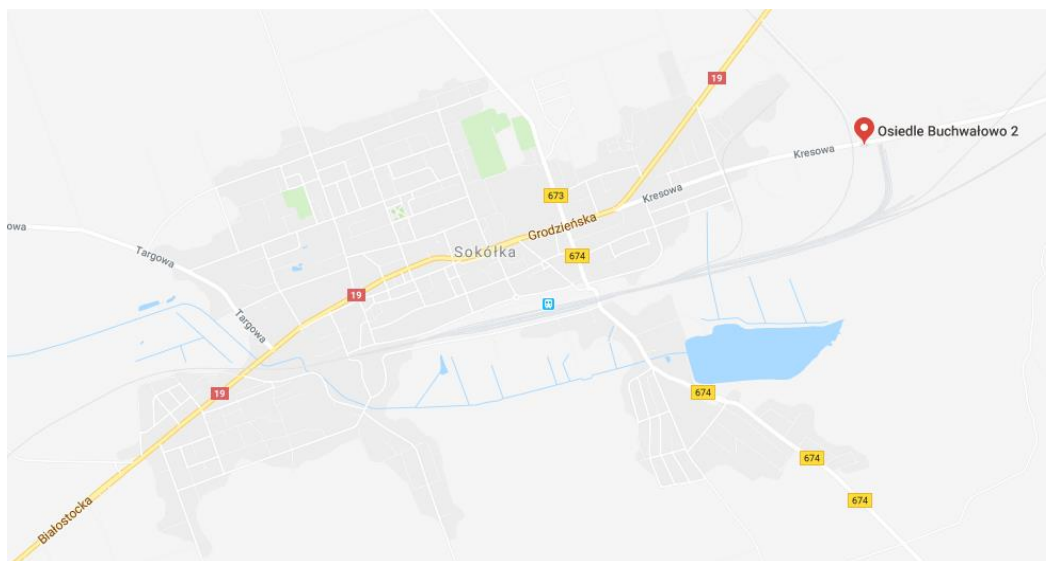 19
Osiedle Buchwałowo 2
Kresowa
673
Kresowa
Grodzieńska
owa
Targowa
Sokółka
674
19
Targowa
19
674
674
674
Białostocka